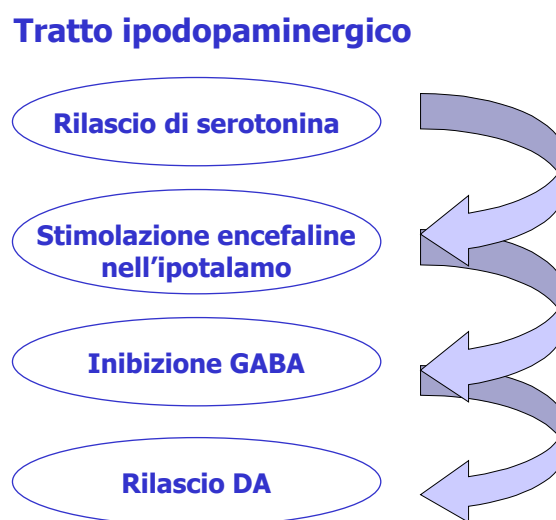 Tratto ipodopaminergico
Rilascio di serotonina
Stimolazione encefaline
nell'ipotalamo
Inibizione GABA
Rilascio DA